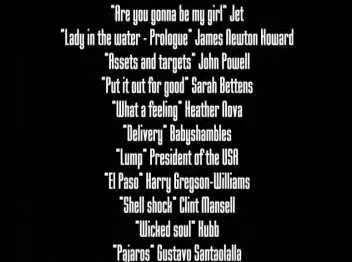 "Are you gonna be my girl" Jet
"Lady in the water - Prologue" James Newton Howard
"Assets and targets" John Powell
"Put it out for good" Sarah Bettens
"What a feeling" Heather Nova
"Delivery" Babyshambles
"Lump" President of the USA
"El Paso" Harry Gregson-Williams
"Shell shock" Clint Mansell
"Wicked soul" Kubb
"Pajaros" Gustavo Santaolalla